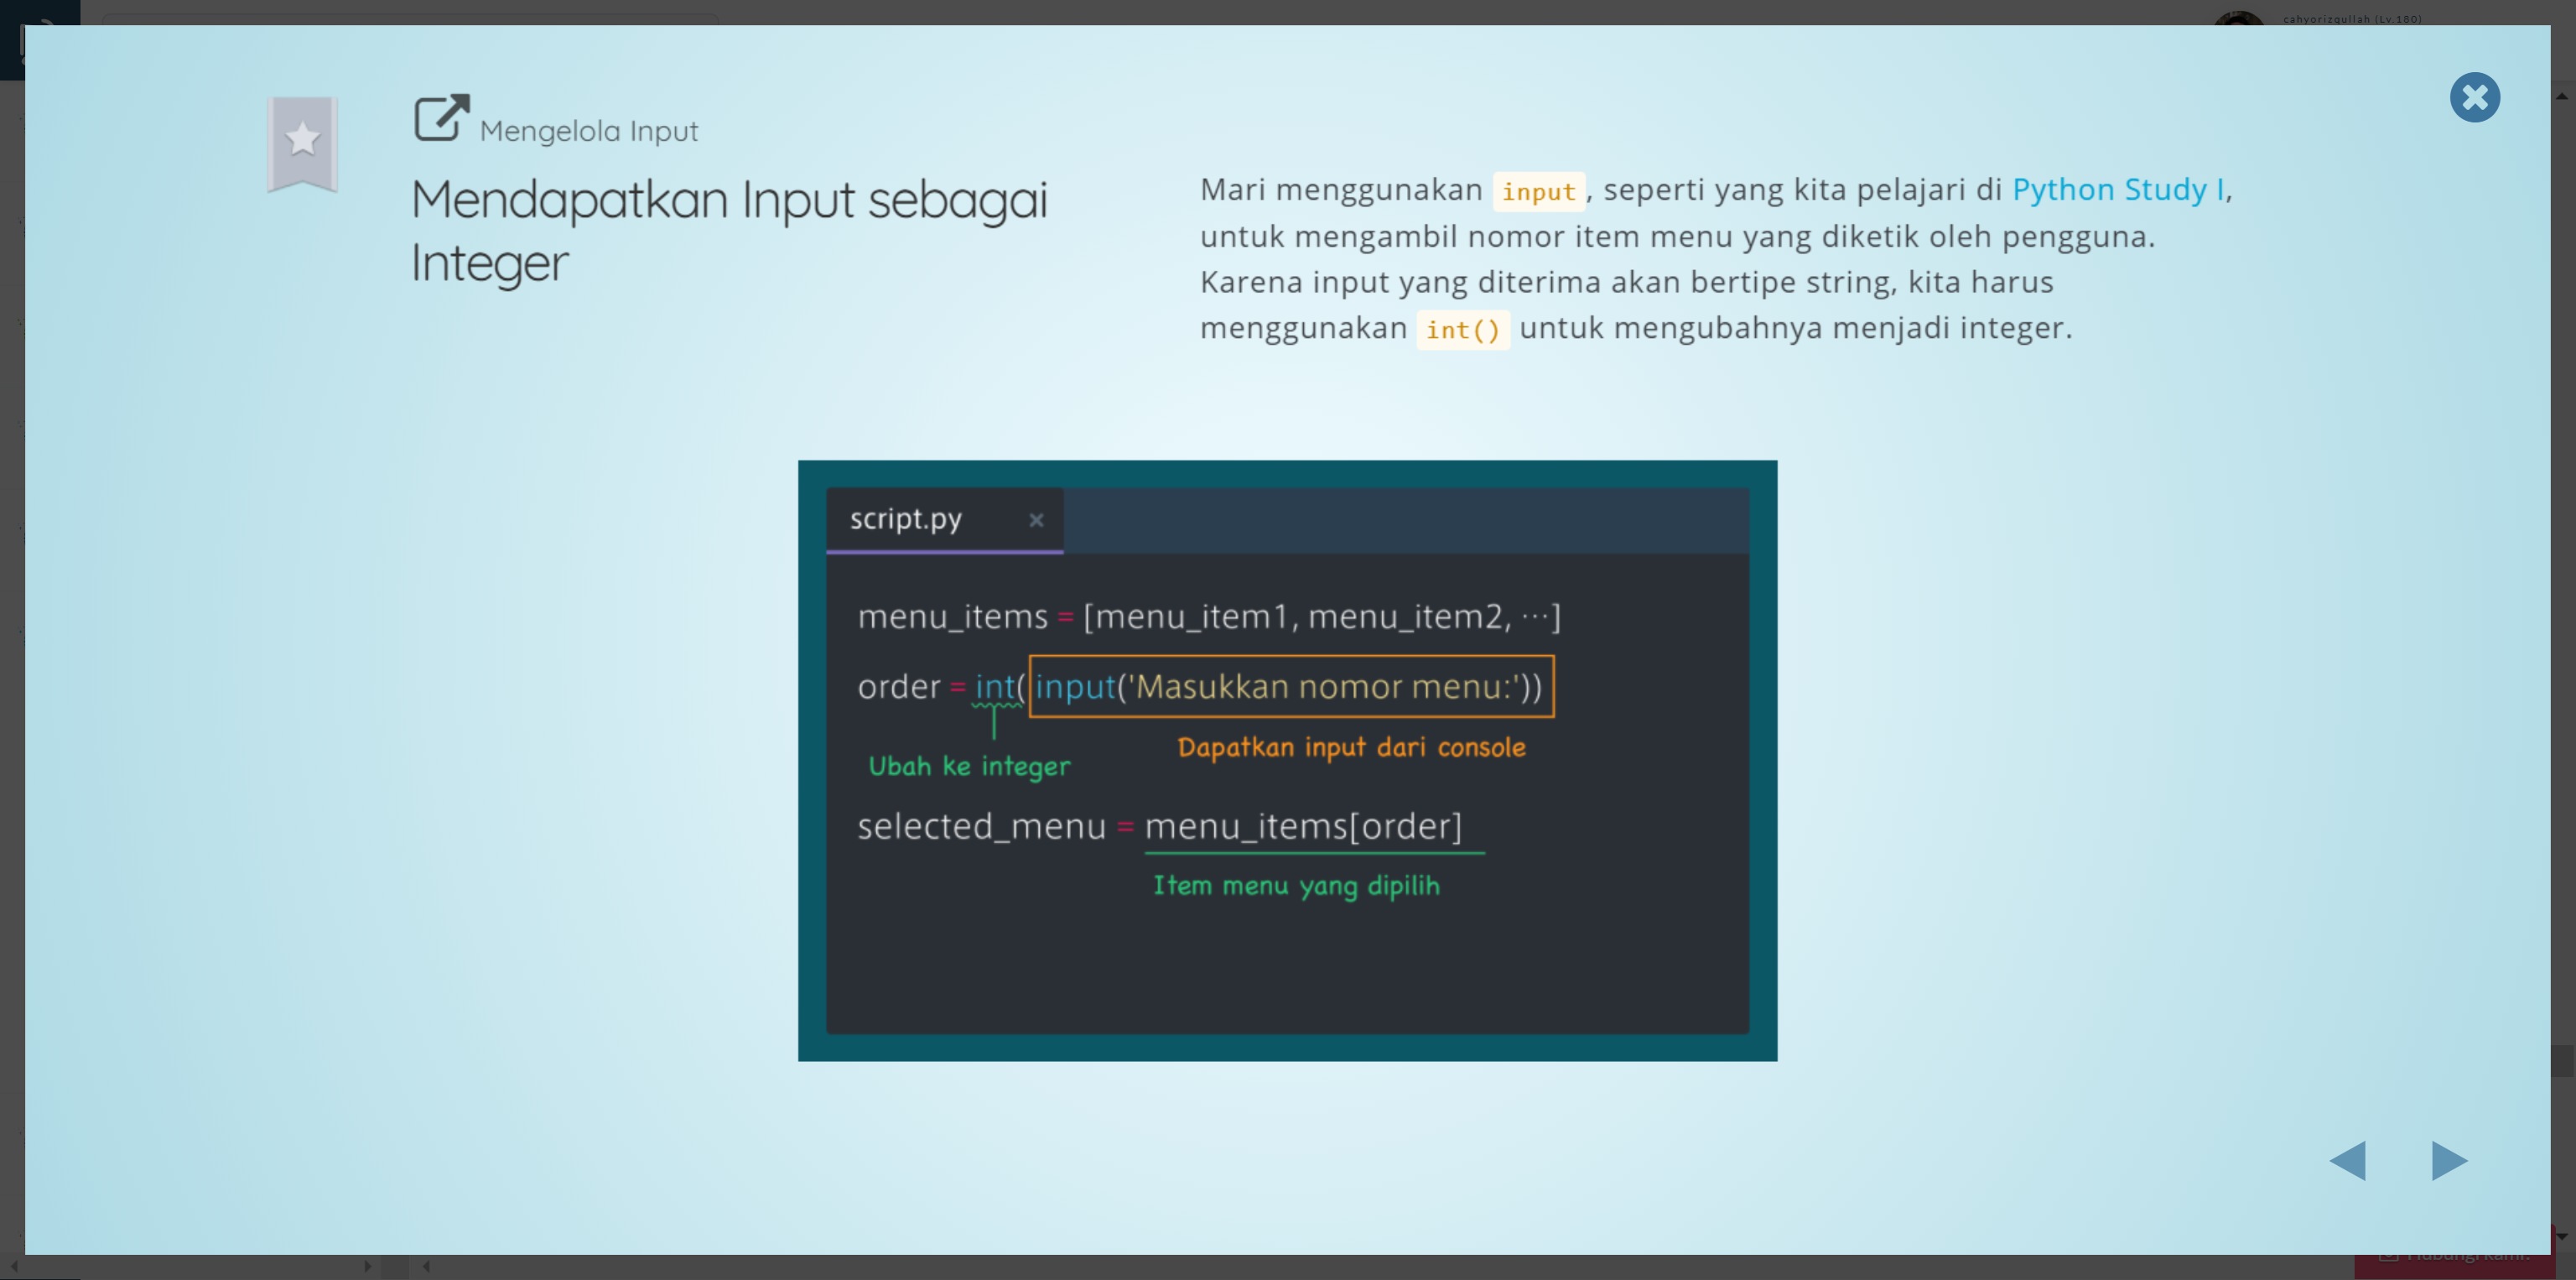 cahyorizqullah (Lv.180)
Mengelola Input
Mendapatkan Input sebagai
Integer
Mari menggunakan input, seperti yang kita pelajari di Python Study I,
untuk mengambil nomor item menu yang diketik oleh pengguna.
Karena input yang diterima akan bertipe string, kita harus
menggunakan int() untuk mengubahnya menjadi integer.
script.py ×
menu_items = [menu_item1, menu_item2, ···]
order = int(input('Masukkan nomor menu:'))
Dapatkan input dari console
Ubah ke integer
selected_menu = menu_items[order]
Item menu yang dipilih
Hubungi kami.